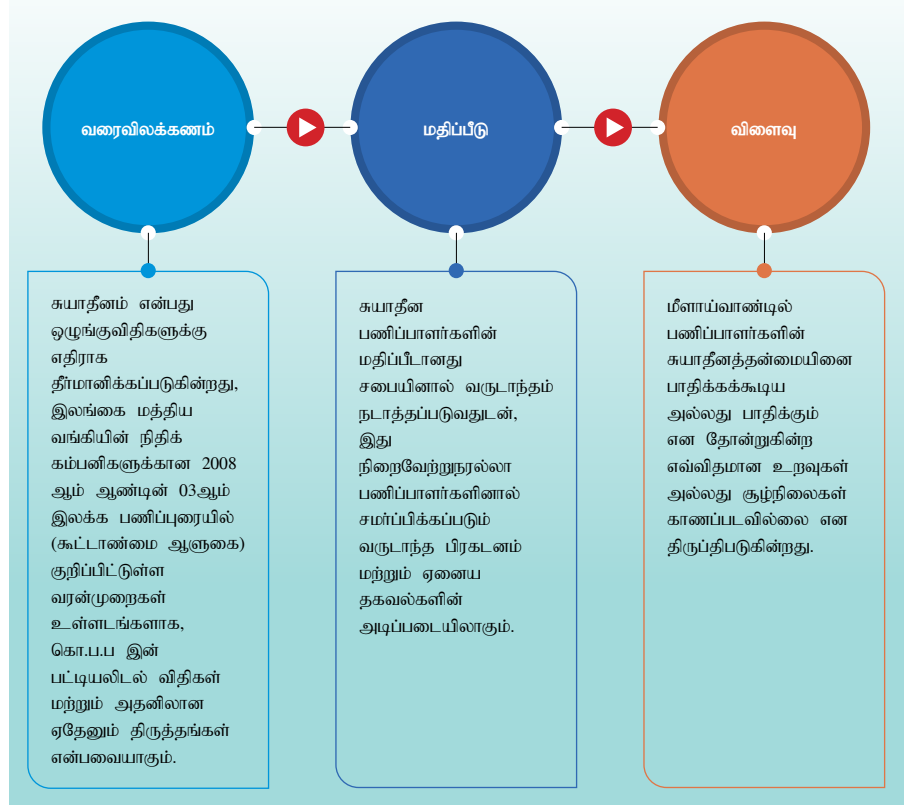 வரைவிலக்கணம்
மதிப்பீடு
விளைவு
சுயாதீனம் என்பது
ஒழுங்குவிதிகளுக்கு
எதிராக
தீர்மானிக்கப்படுகின்றது,
இலங்கை மத்திய
வங்கியின் நிதிக்
கம்பனிகளுக்கான 2008
ஆம் ஆண்டின் 03ஆம்
இலக்க பணிப்புரையில்
(கூட்டாண்மை ஆளுகை)
குறிப்பிட்டுள்ள
வரன்முறைகள்
உள்ளடங்களாக,
கொ.ப.ப இன்
பட்டியலிடல் விதிகள்
மற்றும் அதனிலான
ஏதேனும் திருத்தங்கள்
என்பவையாகும்.
சுயாதீன
பணிப்பாளர்களின்
மதிப்பீடானது
சபையினால் வருடாந்தம்
நடாத்தப்படுவதுடன்,
இது
நிறைவேற்றுநரல்லா
பணிப்பாளர்களினால்
சமர்ப்பிக்கப்படும்
வருடாந்த பிரகடனம்
மற்றும் ஏனைய
தகவல்களின்
அடிப்படையிலாகும்.
மீளாய்வாண்டில்
பணிப்பாளர்களின்
சுயாதீனத்தன்மையினை
பாதிக்கக்கூடிய
அல்லது பாதிக்கும்
என தோன்றுகின்ற
எவ்விதமான உறவுகள்
அல்லது சூழ்நிலைகள்
காணப்படவில்லை என
திருப்திபடுகின்றது.